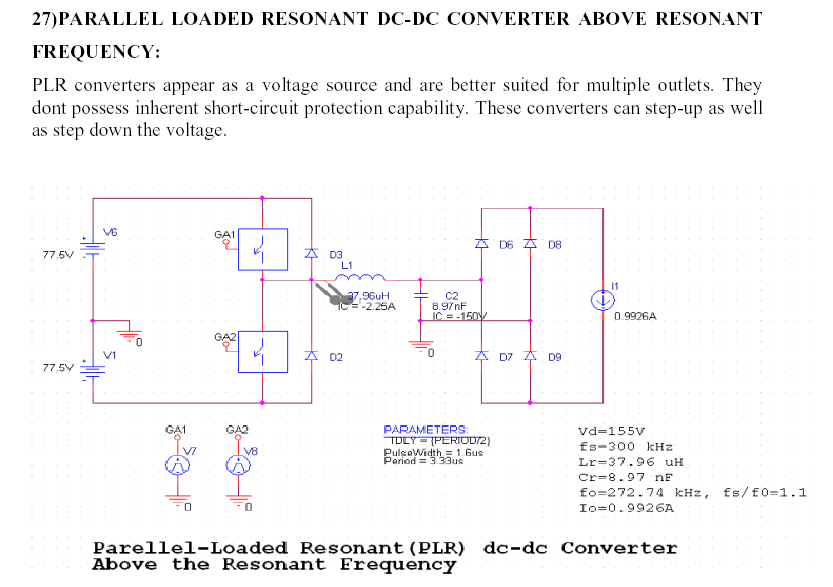 27)PARALLEL LOADED RESONANT DC-DC CONVERTER ABOVE RESONANT
FREQUENCY:
PLR converters appear as a voltage source and are better suited for multiple outlets. They
dont possess inherent short-circuit protection capability. These converters can step-up as well
as step down the voltage.
V6
77.5V
GA1
D3
L1
37.96uH
IC = -2.25A
C2
8.97nF
IC = -150V
D6
D8
I1
0.9926A
0
GA2
V1
77.5V
D2
0
D7
D9
GA1
GA2
V7
V8
0
0
PARAMETERS:
TDLY = {PERIOD/2}
PulseWidth = 1.6us
Period = 3.33us
Vd=155V
fs=300 kHz
Lr=37.96 uH
Cr=8.97 nF
fo=272.74 kHz, fs/f0=1.1
Io=0.9926A
Parellel-Loaded Resonant(PLR) dc-dc Converter
Above the Resonant Frequency